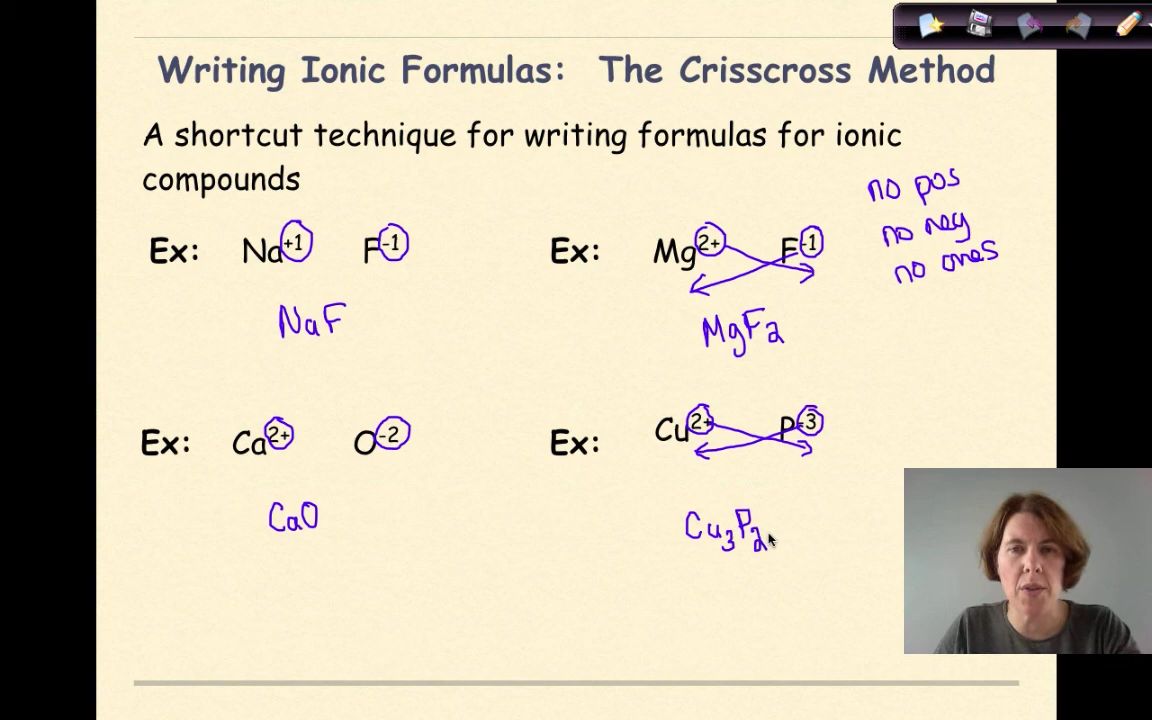 Writing Ionic Formulas: The Crisscross Method
A shortcut technique for writing formulas for ionic
compounds
no pos
no neg
no ones
Ex: Na+1 F-1
Ex: Mg2+ F-1
NaF
MgF2
Ex: Ca2+ O-2
Ex: Cu2+ P-3
CaO
Cu3P2